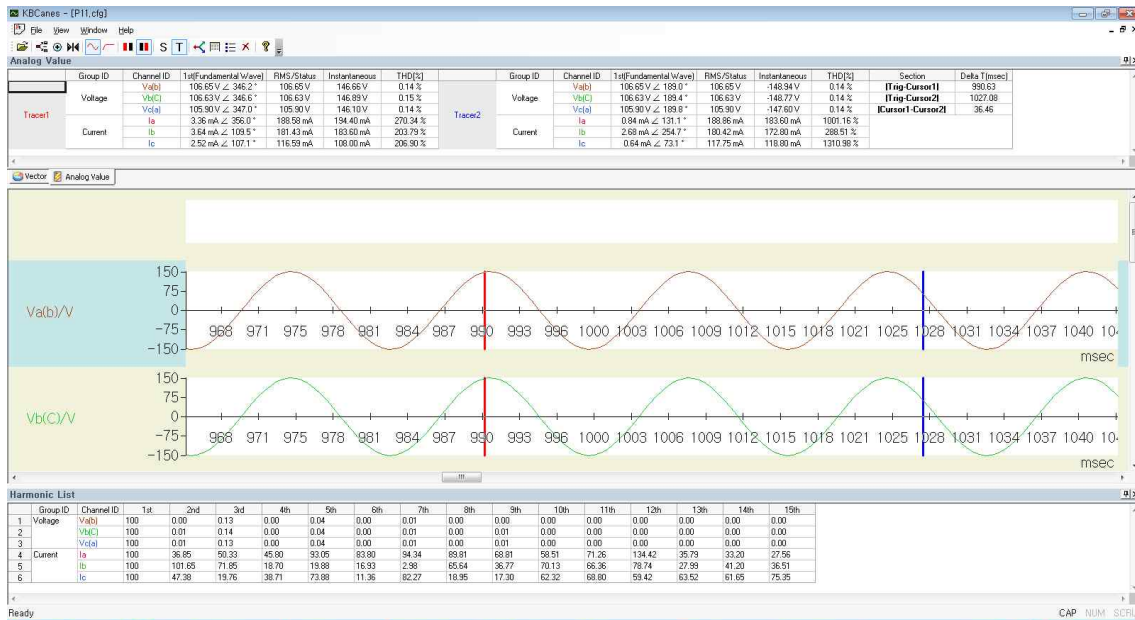 KBCanes - [P11,cfg]
File View Window Help
S T
Analog Value
Group ID Channel ID 1st(Fundamental Wave) RMS/Status Instantaneous THD[%] Group ID Channel ID 1st(Fundamental Wave) RMS/Status Instantaneous THD[%] Section Delta T(msec)
Tracer1 Voltage Va(b) 106.65 V ∠ 346.2 ° 106.65 V 146.66 V 0.14 % Tracer2 Voltage Va(b) 106.65 V ∠ 189.0 ° 106.65 V -148.94 V 0.14 % |Trig-Cursor1| 990.63
Vb(C) 106.63 V ∠ 346.6 ° 106.63 V 146.89 V 0.15 % Vb(C) 106.63 V ∠ 189.4 ° 106.63 V -148.77 V 0.14 % |Trig-Cursor2| 1027.08
Vc(a) 105.90 V ∠ 347.0 ° 105.90 V 146.10 V 0.14 % Vc(a) 105.90 V ∠ 189.8 ° 105.90 V -147.60 V 0.14 % |Cursor1-Cursor2| 36.46
Current Ia 3.36 mA ∠ 356.0 ° 188.58 mA 194.40 mA 270.34 % Current Ia 0.84 mA ∠ 131.1 ° 188.86 mA 183.60 mA 1001.16 %
Ib 3.64 mA ∠ 109.5 ° 181.43 mA 183.60 mA 203.79 % Ib 2.68 mA ∠ 254.7 ° 180.42 mA 172.80 mA 288.51 %
Ic 2.52 mA ∠ 107.1 ° 116.59 mA 108.00 mA 206.90 % Ic 0.64 mA ∠ 73.1 ° 117.75 mA 118.80 mA 1310.98 %
Vector Analog Value
Va(b)/V
150
75
0
-75
-150
968 971 975 978 981 984 987 990 993 996 1000 1003 1006 1009 1012 1015 1018 1021 1025 1028 1031 1034 1037 1040
msec
Vb(C)/V
150
75
0
-75
-150
968 971 975 978 981 984 987 990 993 996 1000 1003 1006 1009 1012 1015 1018 1021 1025 1028 1031 1034 1037 1040
msec
Harmonic List
Group ID Channel ID 1st 2nd 3rd 4th 5th 6th 7th 8th 9th 10th 11th 12th 13th 14th 15th
1 Voltage Va(b) 100 0.00 0.13 0.00 0.04 0.00 0.01 0.00 0.00 0.00 0.00 0.00 0.00 0.00 0.00
2 Vb(C) 100 0.01 0.14 0.00 0.04 0.00 0.01 0.00 0.01 0.00 0.00 0.00 0.00 0.00 0.00
3 Vc(a) 100 0.01 0.13 0.00 0.04 0.00 0.01 0.00 0.01 0.00 0.00 0.00 0.00 0.00 0.00
4 Current Ia 100 36.85 50.33 45.80 93.05 83.80 94.34 89.81 68.81 58.51 71.26 134.42 35.79 33.20 27.56
5 Ib 100 101.65 71.85 18.70 19.88 16.93 2.98 65.64 36.77 70.13 66.36 78.74 27.99 41.20 36.51
6 Ic 100 47.38 19.76 38.71 73.88 11.36 82.27 18.95 17.30 62.32 68.80 59.42 63.52 61.65 75.35
Ready
CAP NUM SCRL